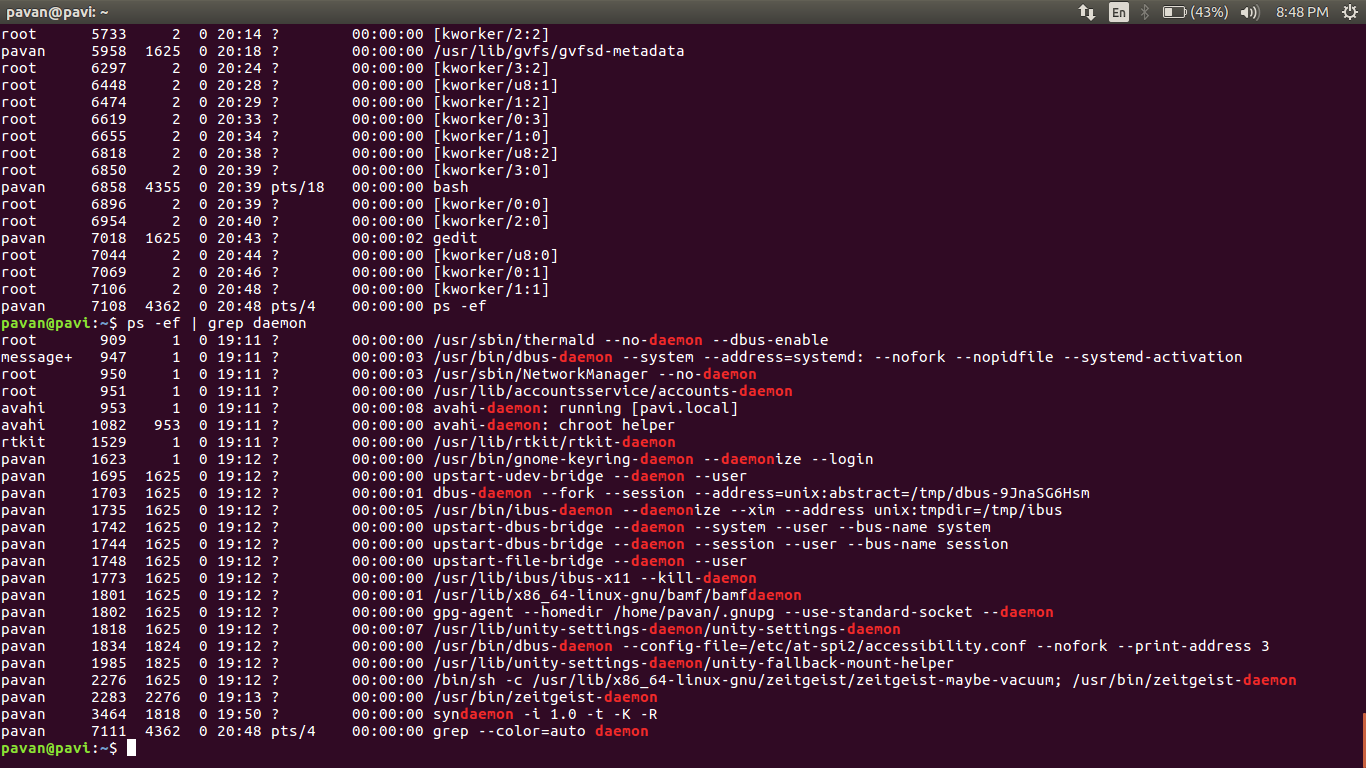 pavan@pavi: ~ En (43%) 8:48 PM
root      5733     2  0 20:14 ?        00:00:00 [kworker/2:2]
pavan     5958  1625  0 20:18 ?        00:00:00 /usr/lib/gvfs/gvfsd-metadata
root      6297     2  0 20:24 ?        00:00:00 [kworker/3:2]
root      6448     2  0 20:28 ?        00:00:00 [kworker/u8:1]
root      6474     2  0 20:29 ?        00:00:00 [kworker/1:2]
root      6619     2  0 20:33 ?        00:00:00 [kworker/0:3]
root      6655     2  0 20:34 ?        00:00:00 [kworker/1:0]
root      6818     2  0 20:38 ?        00:00:00 [kworker/u8:2]
root      6850     2  0 20:39 ?        00:00:00 [kworker/3:0]
pavan     6858  4355  0 20:39 pts/18   00:00:00 bash
root      6896     2  0 20:39 ?        00:00:00 [kworker/0:0]
root      6954     2  0 20:40 ?        00:00:00 [kworker/2:0]
pavan     7018  1625  0 20:43 ?        00:00:02 gedit
root      7044     2  0 20:44 ?        00:00:00 [kworker/u8:0]
root      7069     2  0 20:46 ?        00:00:00 [kworker/0:1]
root      7106     2  0 20:48 ?        00:00:00 [kworker/1:1]
pavan     7108  4362  0 20:48 pts/4    00:00:00 ps -ef
pavan@pavi:~$ ps -ef | grep daemon
root       909     1  0 19:11 ?        00:00:00 /usr/sbin/thermald --no-daemon --dbus-enable
message+   947     1  0 19:11 ?        00:00:03 /usr/bin/dbus-daemon --system --address=systemd: --nofork --nopidfile --systemd-activation
root       950     1  0 19:11 ?        00:00:03 /usr/sbin/NetworkManager --no-daemon
root       951     1  0 19:11 ?        00:00:00 /usr/lib/accountsservice/accounts-daemon
avahi      953     1  0 19:11 ?        00:00:08 avahi-daemon: running [pavi.local]
avahi     1082   953  0 19:11 ?        00:00:00 avahi-daemon: chroot helper
rtkit     1529     1  0 19:11 ?        00:00:00 /usr/lib/rtkit/rtkit-daemon
pavan     1623     1  0 19:12 ?        00:00:00 /usr/bin/gnome-keyring-daemon --daemonize --login
pavan     1695  1625  0 19:12 ?        00:00:00 upstart-udev-bridge --daemon --user
pavan     1703  1625  0 19:12 ?        00:00:01 dbus-daemon --fork --session --address=unix:abstract=/tmp/dbus-9JnaSG6Hsm
pavan     1735  1625  0 19:12 ?        00:00:05 /usr/bin/ibus-daemon --daemonize --xim --address unix:tmpdir=/tmp/ibus
pavan     1742  1625  0 19:12 ?        00:00:00 upstart-dbus-bridge --daemon --system --user --bus-name system
pavan     1744  1625  0 19:12 ?        00:00:00 upstart-dbus-bridge --daemon --session --user --bus-name session
pavan     1748  1625  0 19:12 ?        00:00:00 upstart-file-bridge --daemon --user
pavan     1773  1625  0 19:12 ?        00:00:00 /usr/lib/ibus/ibus-x11 --kill-daemon
pavan     1801  1625  0 19:12 ?        00:00:01 /usr/lib/x86_64-linux-gnu/bamf/bamfdaemon
pavan     1802  1625  0 19:12 ?        00:00:00 gpg-agent --homedir /home/pavan/.gnupg --use-standard-socket --daemon
pavan     1818  1625  0 19:12 ?        00:00:07 /usr/lib/unity-settings-daemon/unity-settings-daemon
pavan     1834  1824  0 19:12 ?        00:00:00 /usr/bin/dbus-daemon --config-file=/etc/at-spi2/accessibility.conf --nofork --print-address 3
pavan     1985  1825  0 19:12 ?        00:00:00 /usr/lib/unity-settings-daemon/unity-fallback-mount-helper
pavan     2276  1625  0 19:12 ?        00:00:00 /bin/sh -c /usr/lib/x86_64-linux-gnu/zeitgeist/zeitgeist-maybe-vacuum; /usr/bin/zeitgeist-daemon
pavan     2283  2276  0 19:13 ?        00:00:00 /usr/bin/zeitgeist-daemon
pavan     3464  1818  0 19:50 ?        00:00:00 syndaemon -i 1.0 -t -K -R
pavan     7111  4362  0 20:48 pts/4    00:00:00 grep --color=auto daemon
pavan@pavi:~$